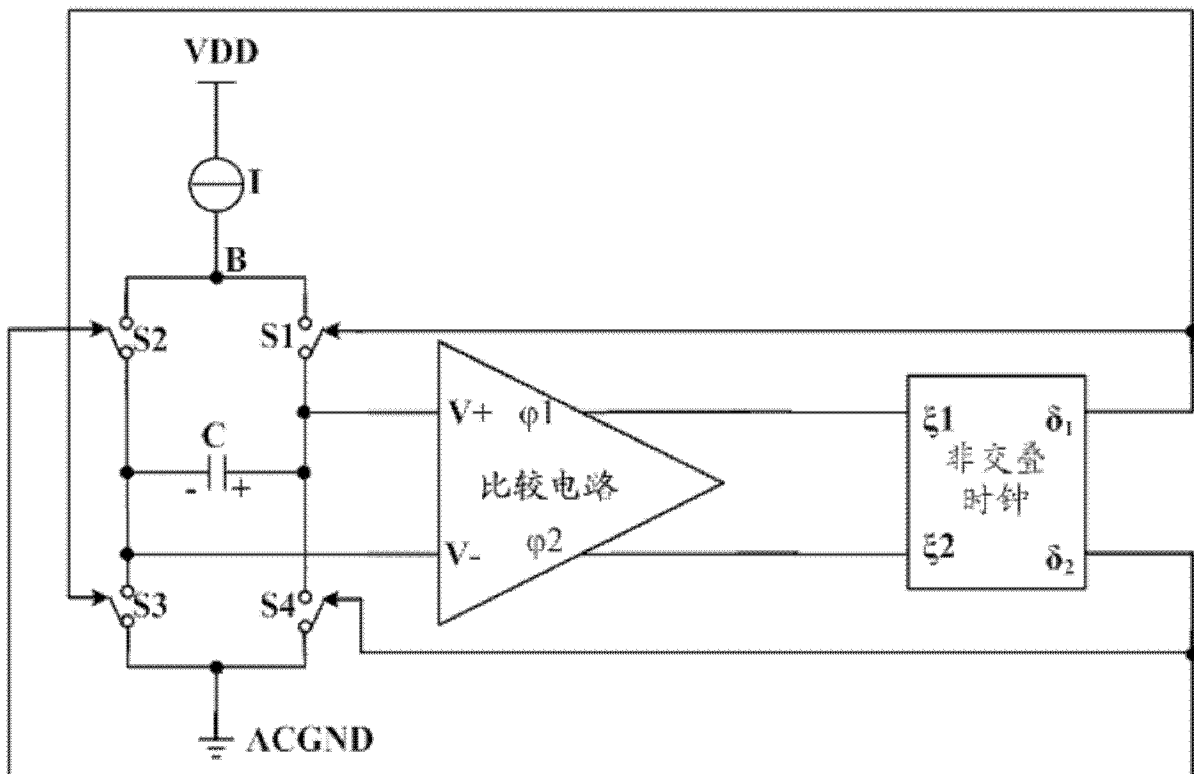 VDD
I
B
S2
S1
V+
φ1
ξ1
δ₁
C
-
+
比较电路
非交叠
时钟
V-
φ2
ξ2
δ₂
S3
S4
ACGND